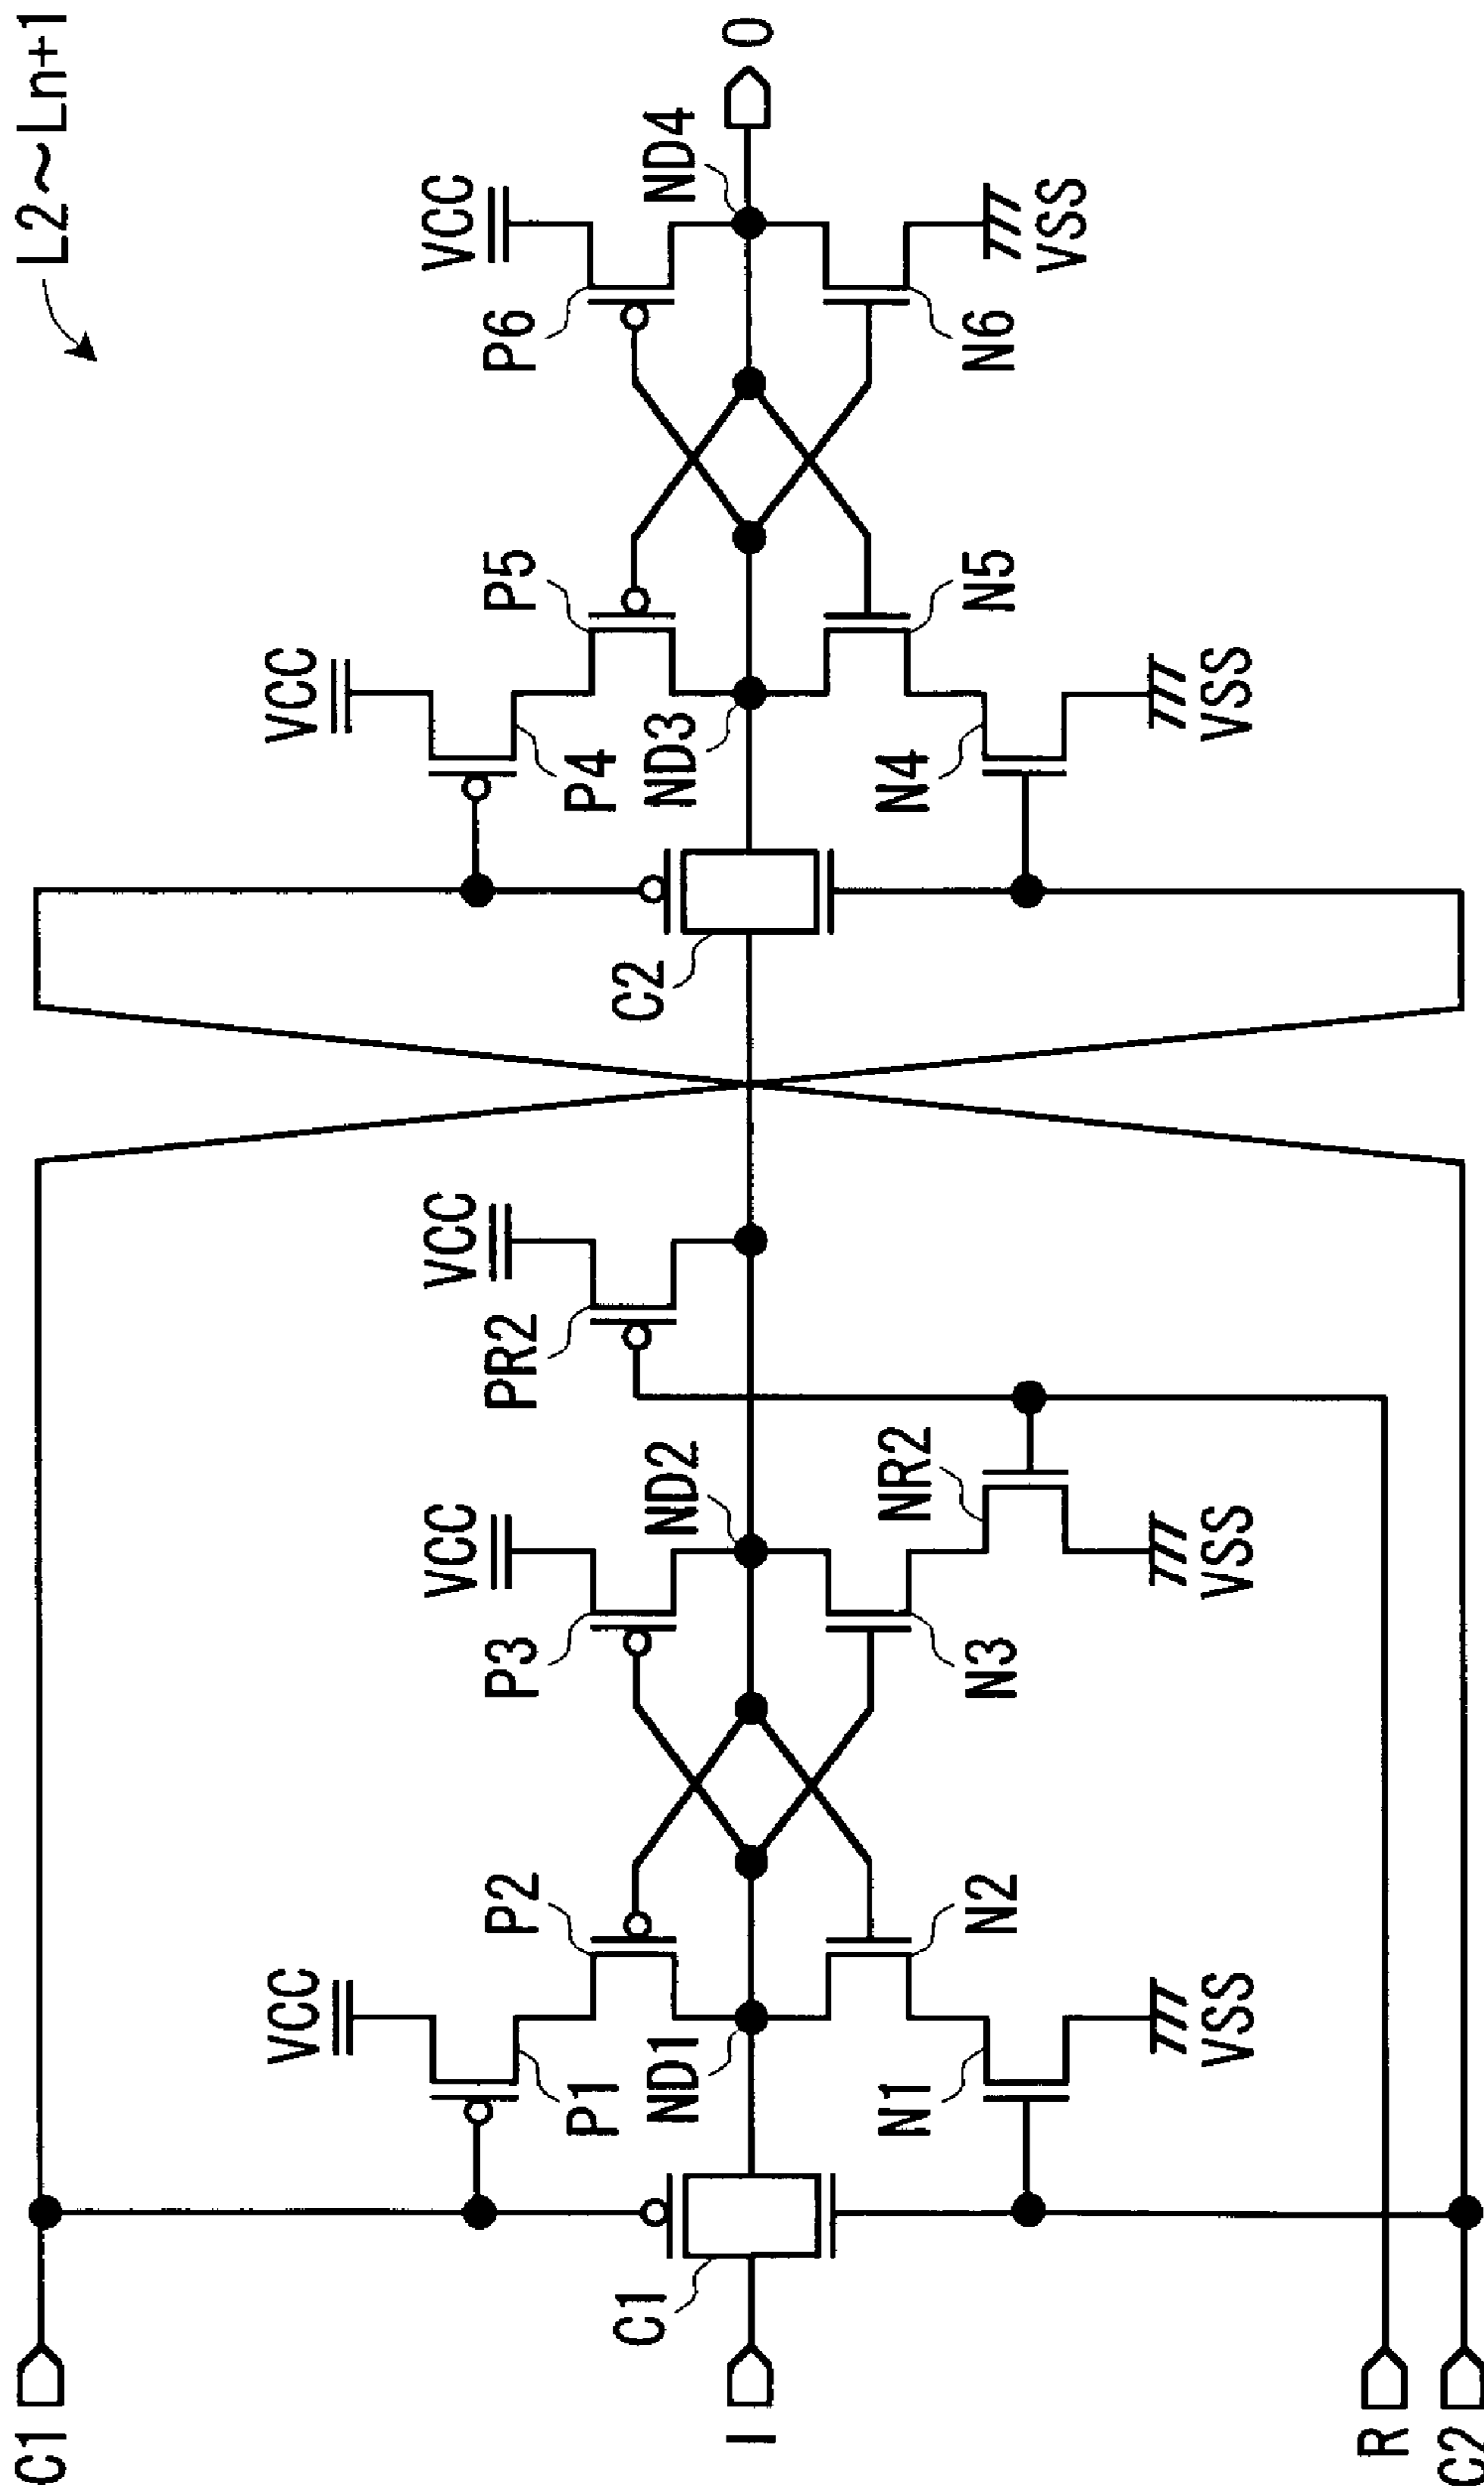 L2~Ln+1
C1
VCC
VCC
P1
P2
VCC
P3
VCC
PR2
VCC
P4
P5
VCC
P6
I
C1
ND1
ND2
C2
ND3
ND4
O
N1
N2
N3
NR2
N4
N5
N6
VSS
VSS
VSS
VSS
R
C2